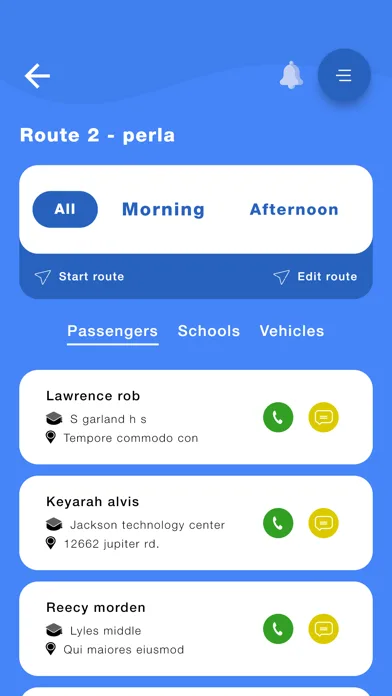 Route 2 - perla
All Morning Afternoon
Start route Edit route
Passengers Schools Vehicles
Lawrence rob
S garland h s
Tempore commodo con
Keyarah alvis
Jackson technology center
12662 jupiter rd.
Reecy morden
Lyles middle
Qui maiores eiusmod